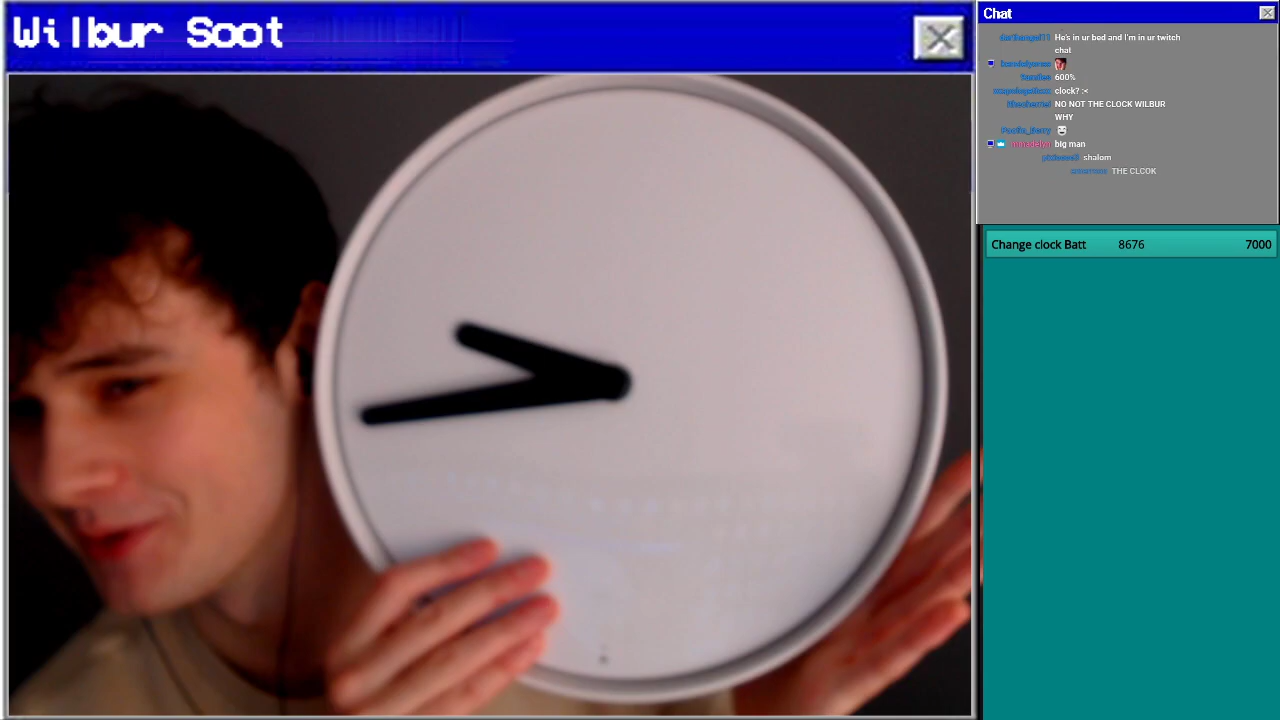 Wilbur Soot
Chat
He's in ur bed and I'm in ur twitch
chat
600%
clock? :<
NO NOT THE CLOCK WILBUR
WHY
big man
shalom
THE CLCOK
Change clock Batt 8676 7000